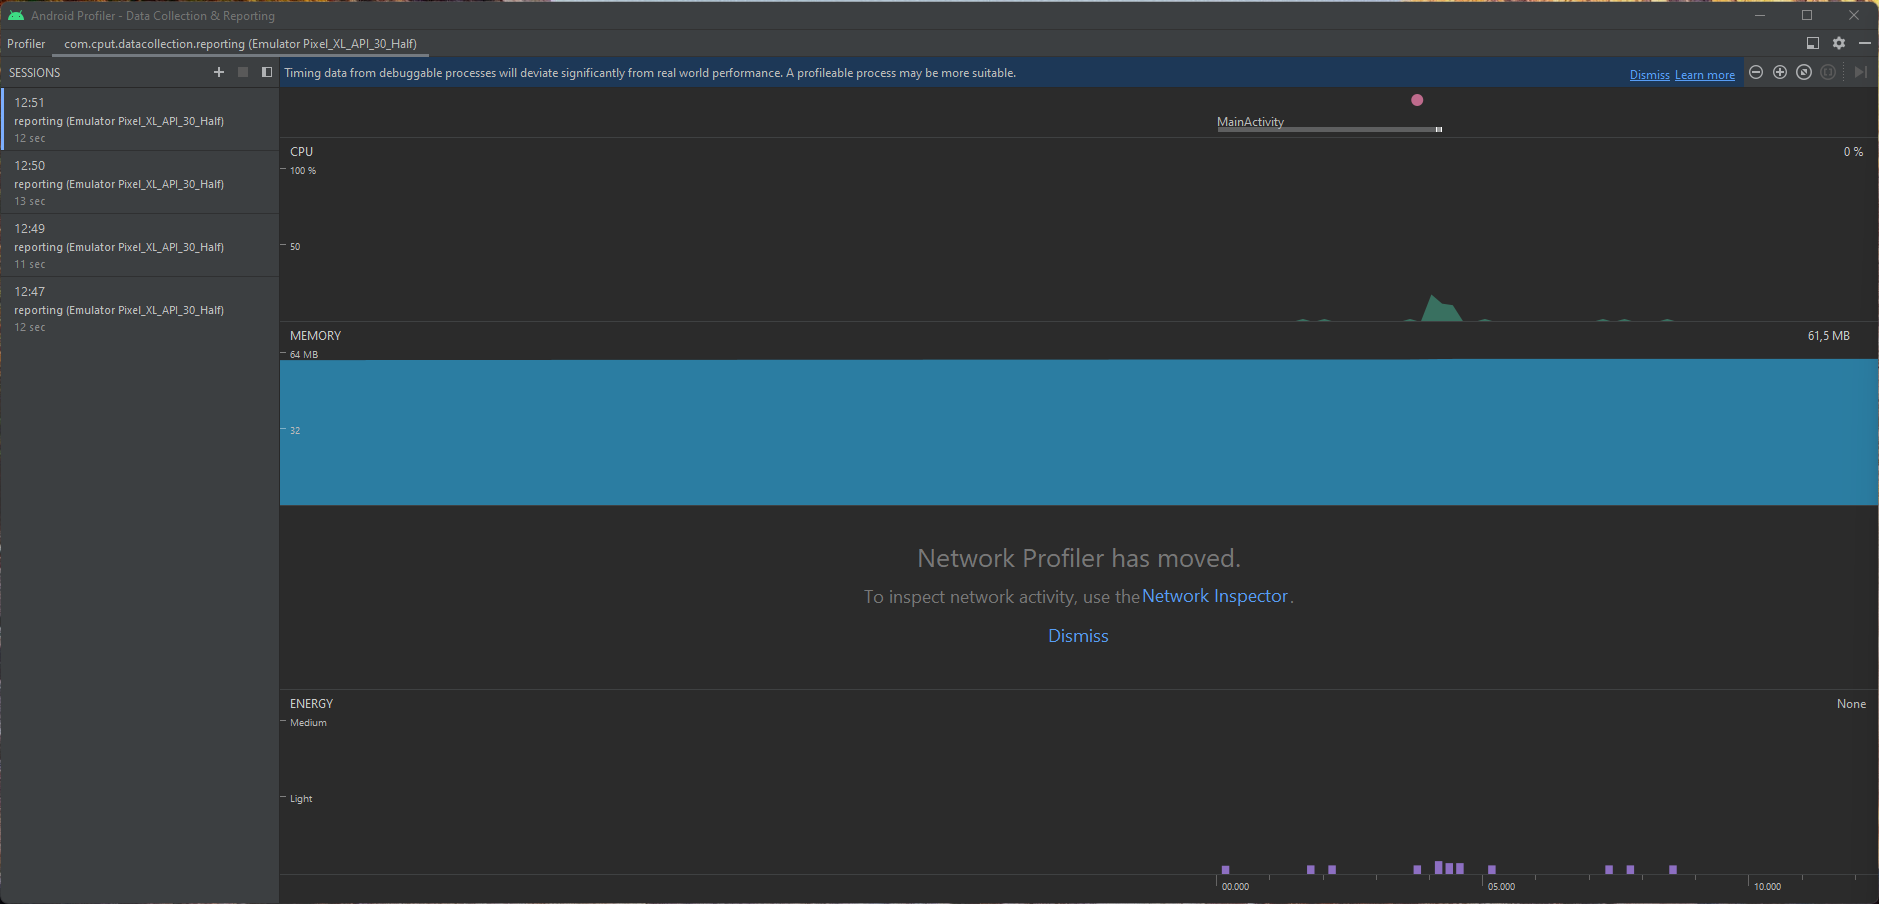 Android Profiler - Data Collection & Reporting
Profiler com.cput.datacollection.reporting (Emulator Pixel_XL_API_30_Half)
SESSIONS
Timing data from debuggable processes will deviate significantly from real world performance. A profileable process may be more suitable. Dismiss Learn more
12:51
reporting (Emulator Pixel_XL_API_30_Half)
12 sec
12:50
reporting (Emulator Pixel_XL_API_30_Half)
13 sec
12:49
reporting (Emulator Pixel_XL_API_30_Half)
11 sec
12:47
reporting (Emulator Pixel_XL_API_30_Half)
12 sec
MainActivity
CPU 0 %
100 %
50
MEMORY 61,5 MB
64 MB
32
Network Profiler has moved.
To inspect network activity, use the Network Inspector.
Dismiss
ENERGY None
Medium
Light
00.000 05.000 10.000